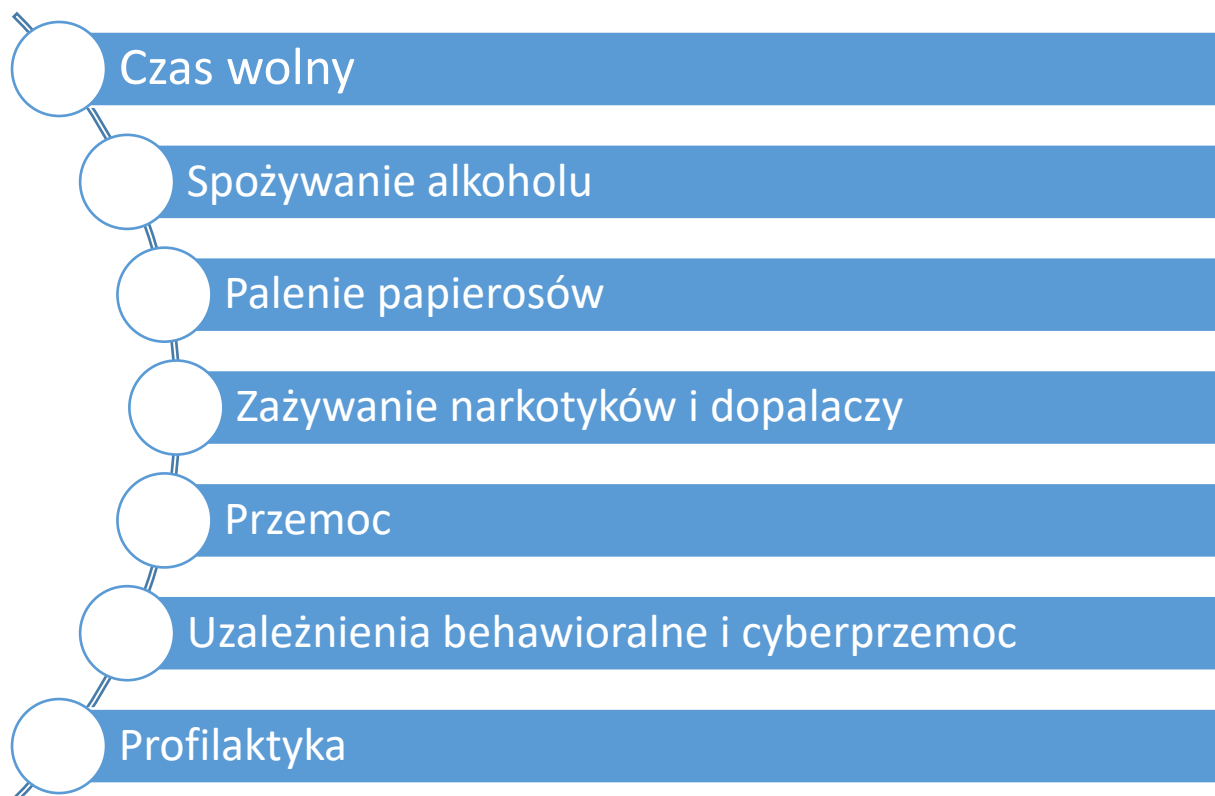 Czas wolny
Spożywanie alkoholu
Palenie papierosów
Zażywanie narkotyków i dopalaczy
Przemoc
Uzależnienia behawioralne i cyberprzemoc
Profilaktyka